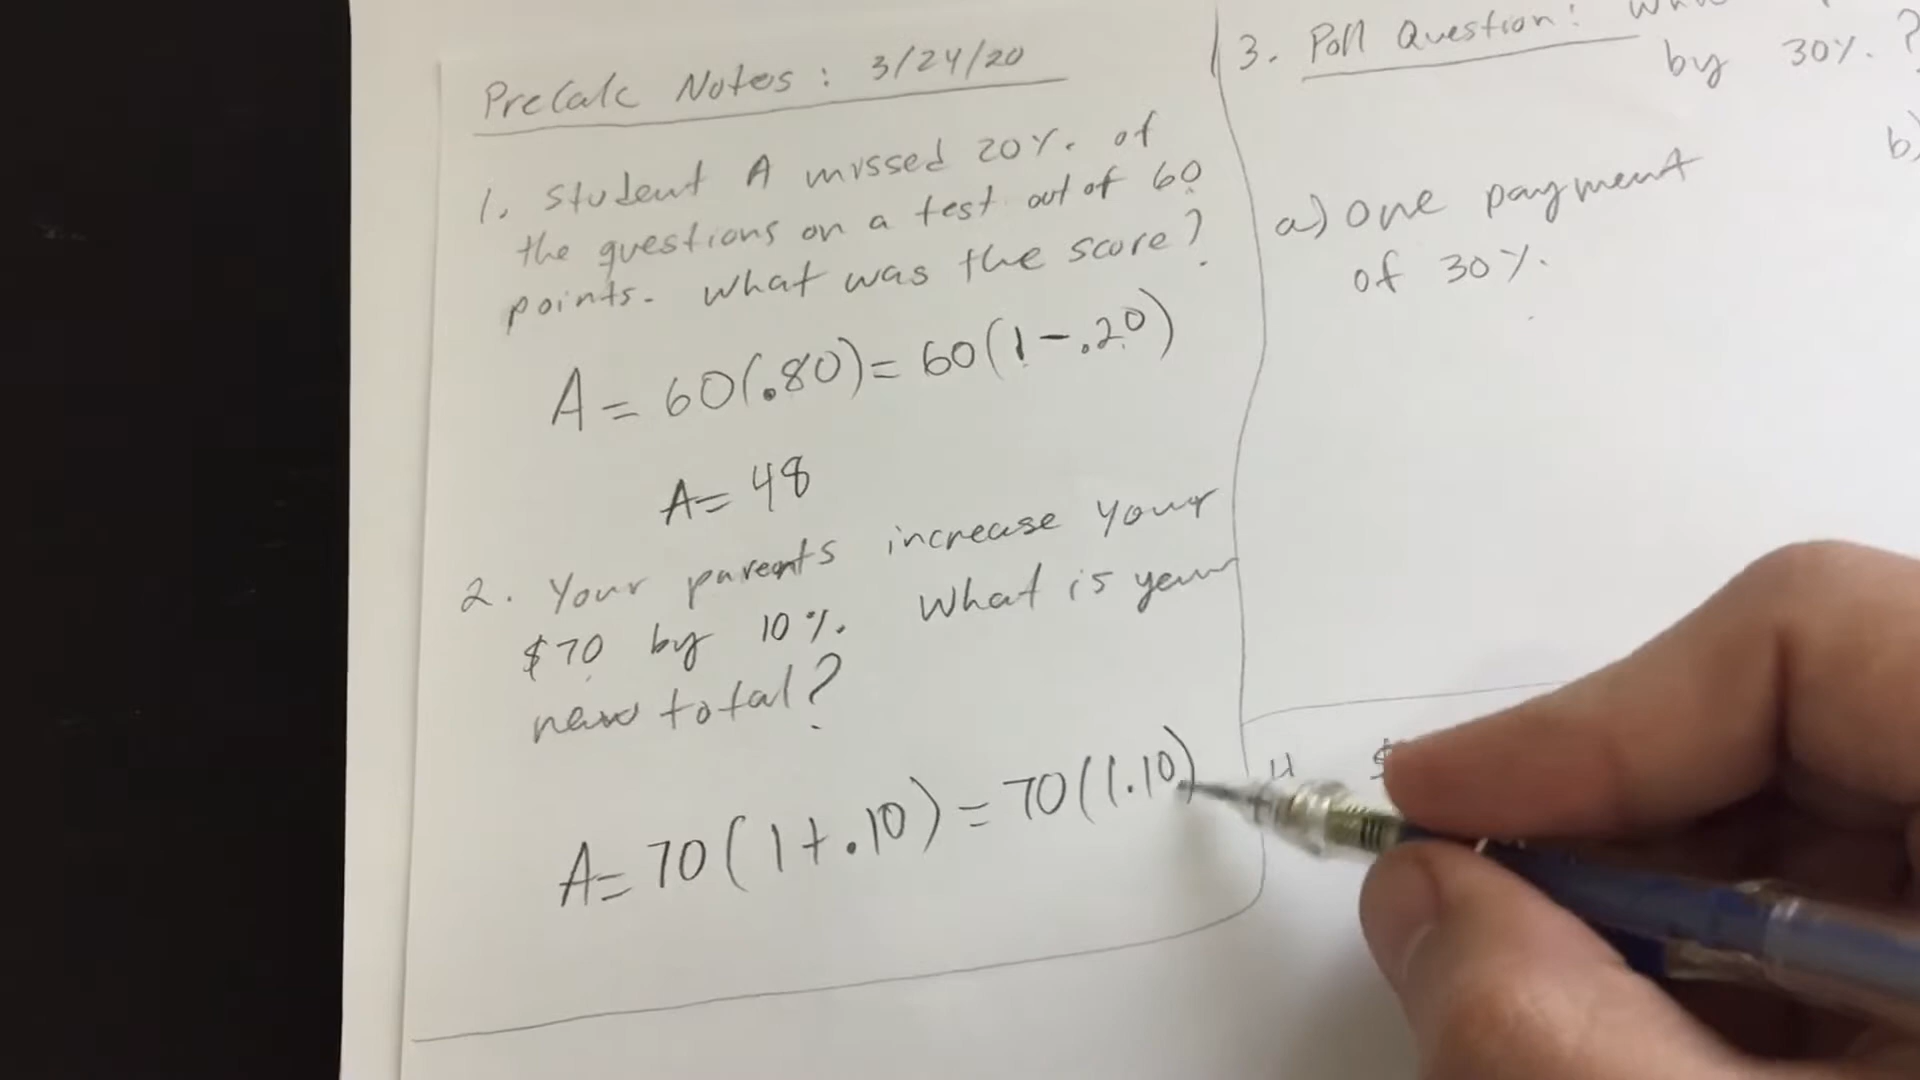 PreCalc Notes: 3/24/20
1. Student A missed 20% of
the questions on a test out of 60
points. What was the score?
A = 60(.80) = 60(1-.20)
A = 48
2. Your parents increase your
$70 by 10%. What is your
new total?
A = 70(1+.10) = 70(1.10)
3. Poll Question:
by 30%?
a) One payment
of 30%.
b)
4 $